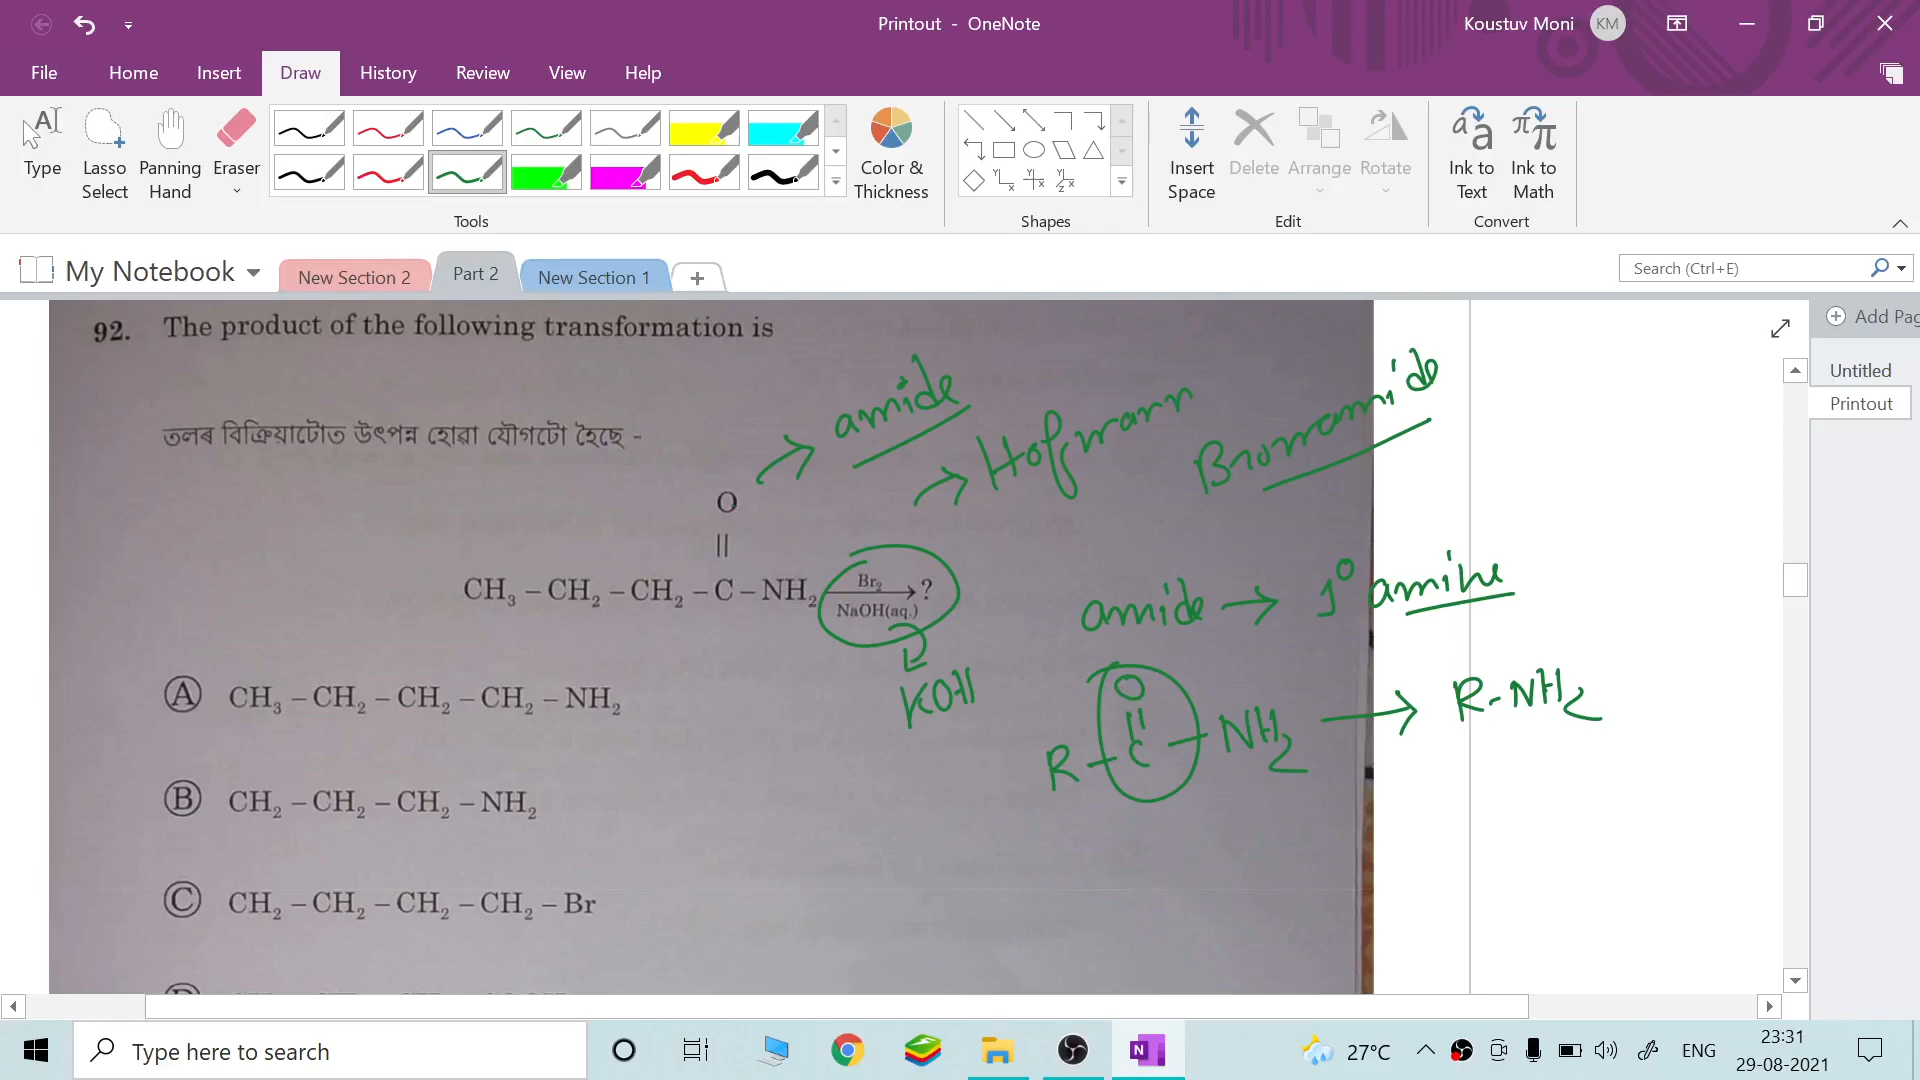 Printout - OneNote
Koustuv Moni KM
File Home Insert Draw History Review View Help
Type
Lasso Select
Panning Hand
Eraser
Color & Thickness
Insert Space
Delete
Arrange
Rotate
Ink to Text
Ink to Math
Tools
Shapes
Edit
Convert
My Notebook
New Section 2
Part 2
New Section 1
Search (Ctrl+E)
Add Pag
Untitled
Printout
92. The product of the following transformation is
তলৰ বিক্ৰিয়াটোত উৎপন্ন হোৱা যৌগটো হৈছে -
→ amide
→ Hofmann Bromamide
O
||
CH₃ – CH₂ – CH₂ – C – NH₂ Br₂ → ?
NaOH(aq.)
KOH
amide → 1⁰ amine
O
||
R - C - NH₂ → R-NH₂
Ⓐ CH₃ – CH₂ – CH₂ – CH₂ – NH₂
Ⓑ CH₂ – CH₂ – CH₂ – NH₂
Ⓒ CH₂ – CH₂ – CH₂ – CH₂ – Br
Type here to search
27°C
ENG
23:31
29-08-2021